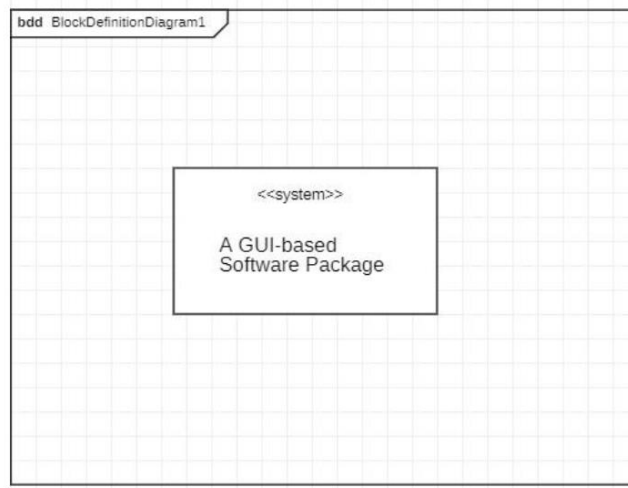 bdd BlockDefinitionDiagram1
<<system>>
A GUI-based
Software Package